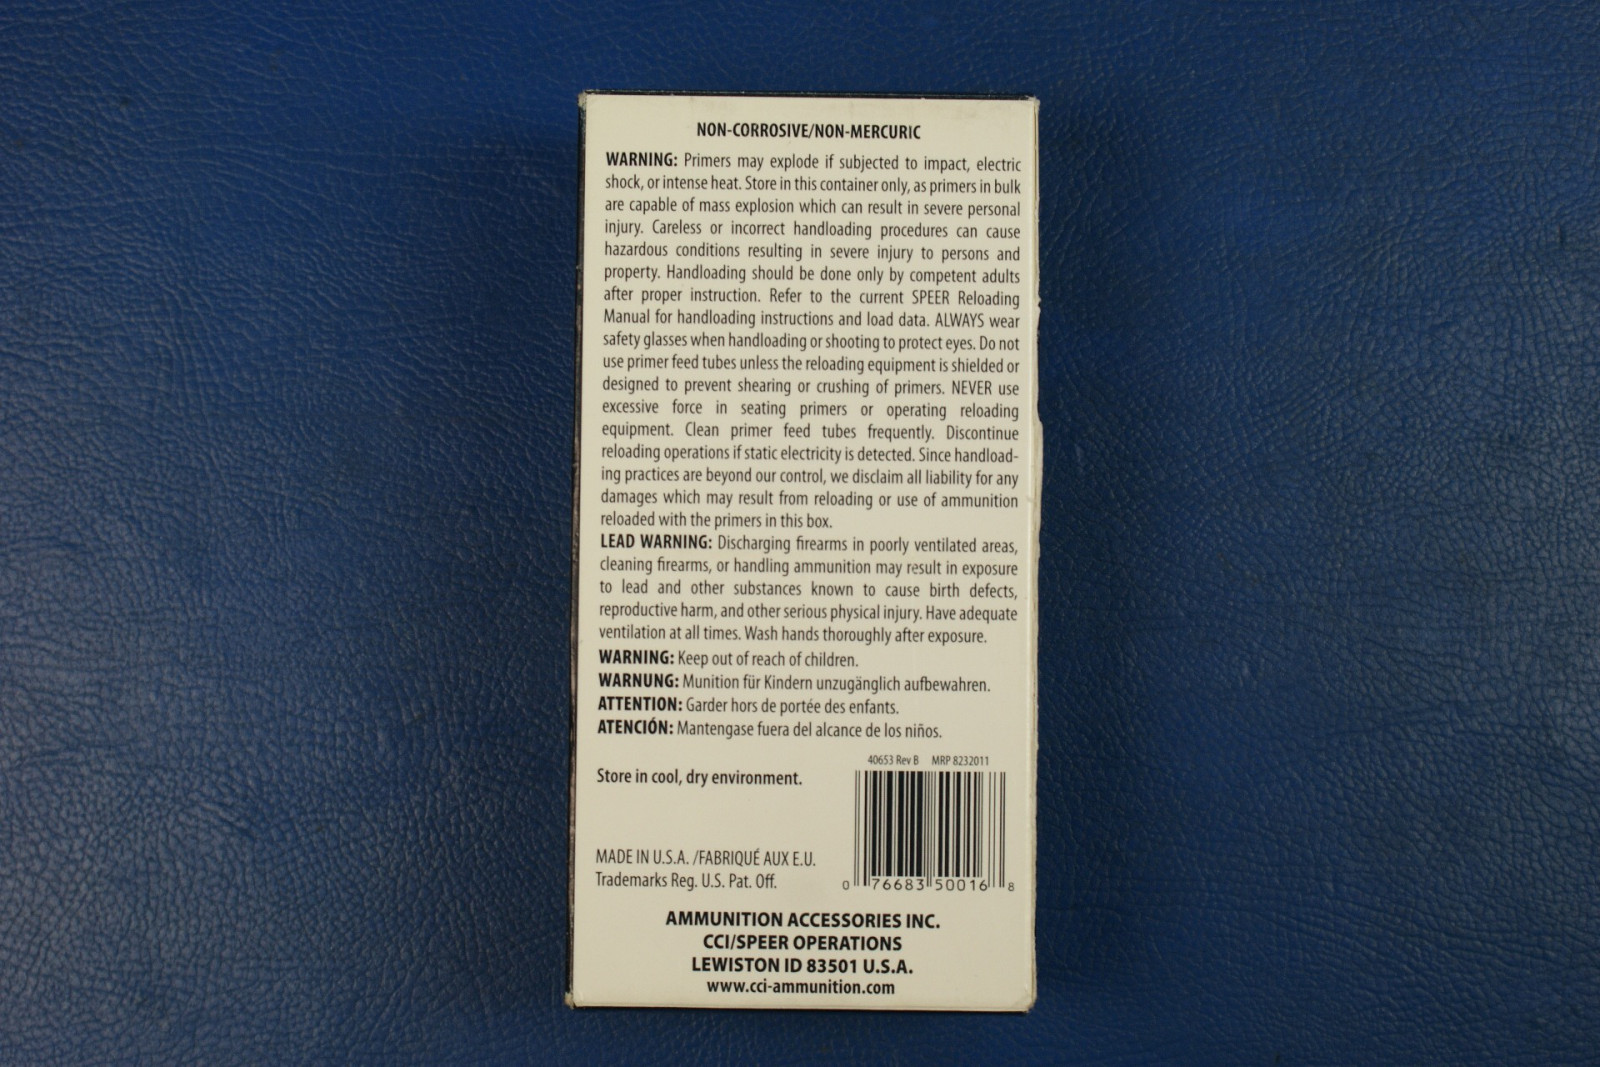 NON-CORROSIVE/NON-MERCURIC
WARNING: Primers may explode if subjected to impact, electric
shock, or intense heat. Store in this container only, as primers in bulk
are capable of mass explosion which can result in severe personal
injury. Careless or incorrect handloading procedures can cause
hazardous conditions resulting in severe injury to persons and
property. Handloading should be done only by competent adults
after proper instruction. Refer to the current SPEER Reloading
Manual for handloading instructions and load data. ALWAYS wear
safety glasses when handloading or shooting to protect eyes. Do not
use primer feed tubes unless the reloading equipment is shielded or
designed to prevent shearing or crushing of primers. NEVER use
excessive force in seating primers or operating reloading
equipment. Clean primer feed tubes frequently. Discontinue
reloading operations if static electricity is detected. Since handload-
ing practices are beyond our control, we disclaim all liability for any
damages which may result from reloading or use of ammunition
reloaded with the primers in this box.
LEAD WARNING: Discharging firearms in poorly ventilated areas,
cleaning firearms, or handling ammunition may result in exposure
to lead and other substances known to cause birth defects,
reproductive harm, and other serious physical injury. Have adequate
ventilation at all times. Wash hands thoroughly after exposure.
WARNING: Keep out of reach of children.
WARNUNG: Munition für Kindern unzugänglich aufbewahren.
ATTENTION: Garder hors de portée des enfants.
ATENCIÓN: Mantengase fuera del alcance de los niños.
40653 Rev B MRP 8232011
Store in cool, dry environment.
MADE IN U.S.A. /FABRIQUÉ AUX E.U.
Trademarks Reg. U.S. Pat. Off.
0 76683 50016 8
AMMUNITION ACCESSORIES INC.
CCI/SPEER OPERATIONS
LEWISTON ID 83501 U.S.A.
www.cci-ammunition.com